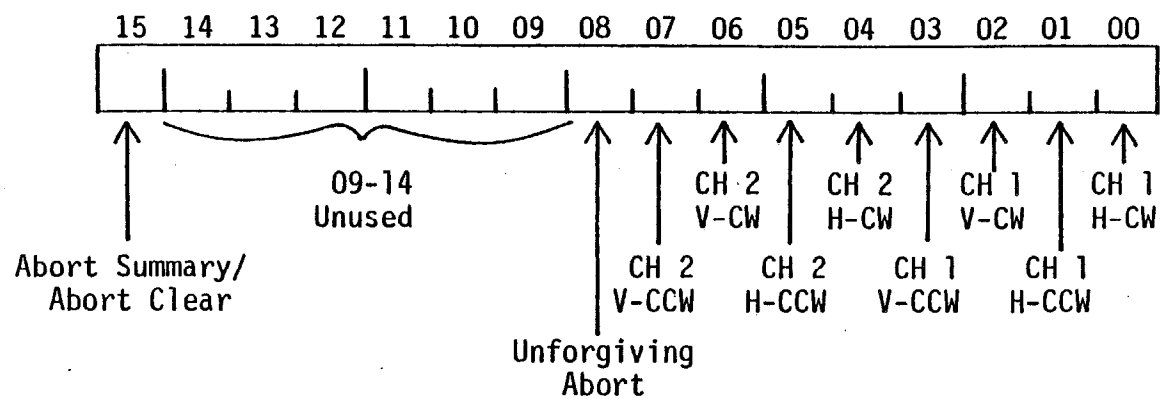 15 14 13 12 11 10 09 08 07 06 05 04 03 02 01 00
09-14
Unused
CH 2
V-CW
CH 2
H-CW
CH 1
V-CW
CH 1
H-CW
Abort Summary/
Abort Clear
CH 2
V-CCW
CH 2
H-CCW
CH 1
V-CCW
CH 1
H-CCW
Unforgiving
Abort